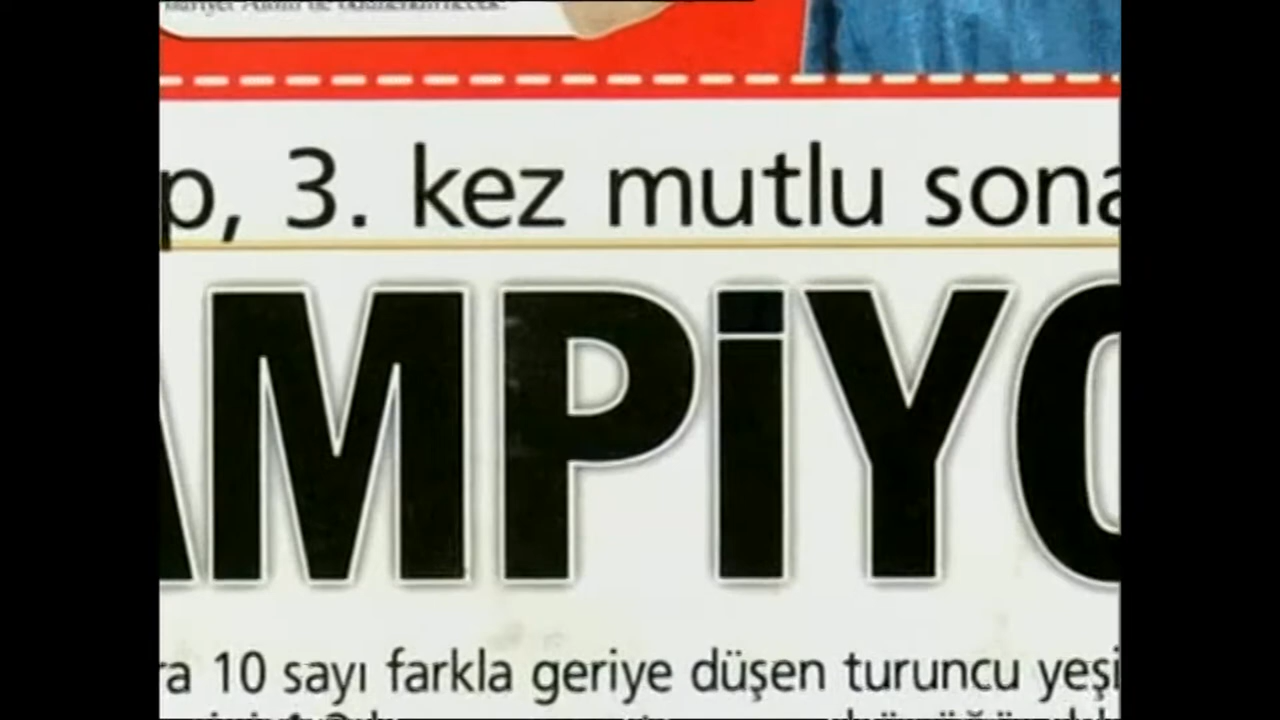 p, 3. kez mutlu sona
AMPİYO
ra 10 sayı farkla geriye düşen turuncu yeşi